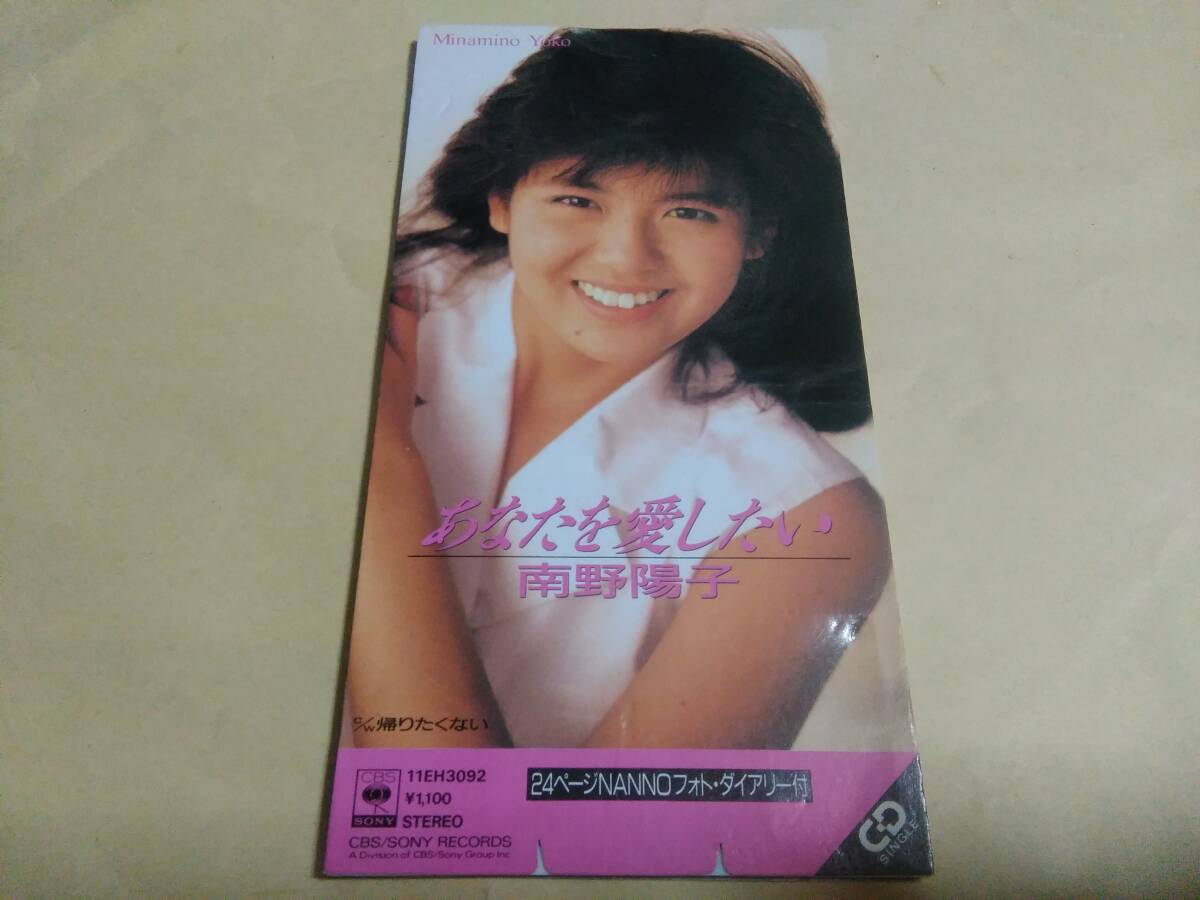 Minamino Yoko
あなたを愛したい
南野陽子
c/w帰りたくない
CBS
SONY
11EH3092
¥1,100
STEREO
CBS/SONY RECORDS
A Division of CBS/Sony Group Inc.
24ページNANNOフォト・ダイアリー付
CD
SINGLE